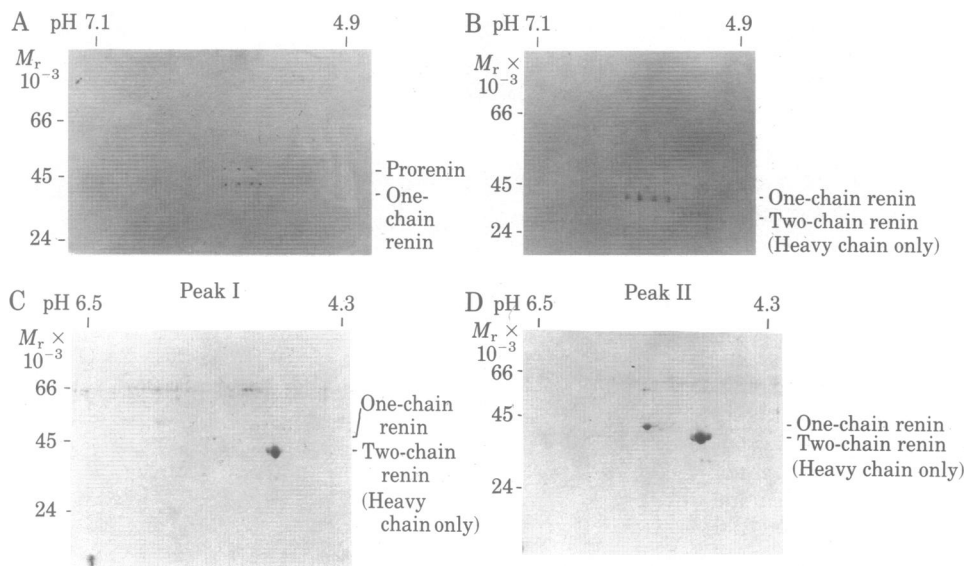 A pH 7.1 4.9
M_r
10^-3
66 -
45 -
24 -
- Prorenin
- One-
chain
renin
B pH 7.1 4.9
M_r ×
10^-3
66 -
45 -
24 -
- One-chain renin
- Two-chain renin
(Heavy chain only)
C pH 6.5 Peak I 4.3
M_r ×
10^-3
66 -
45 -
24 -
One-chain
renin
- Two-chain
renin
(Heavy
chain only)
D pH 6.5 Peak II 4.3
M_r ×
10^-3
66 -
45 -
24 -
- One-chain renin
- Two-chain renin
(Heavy chain only)